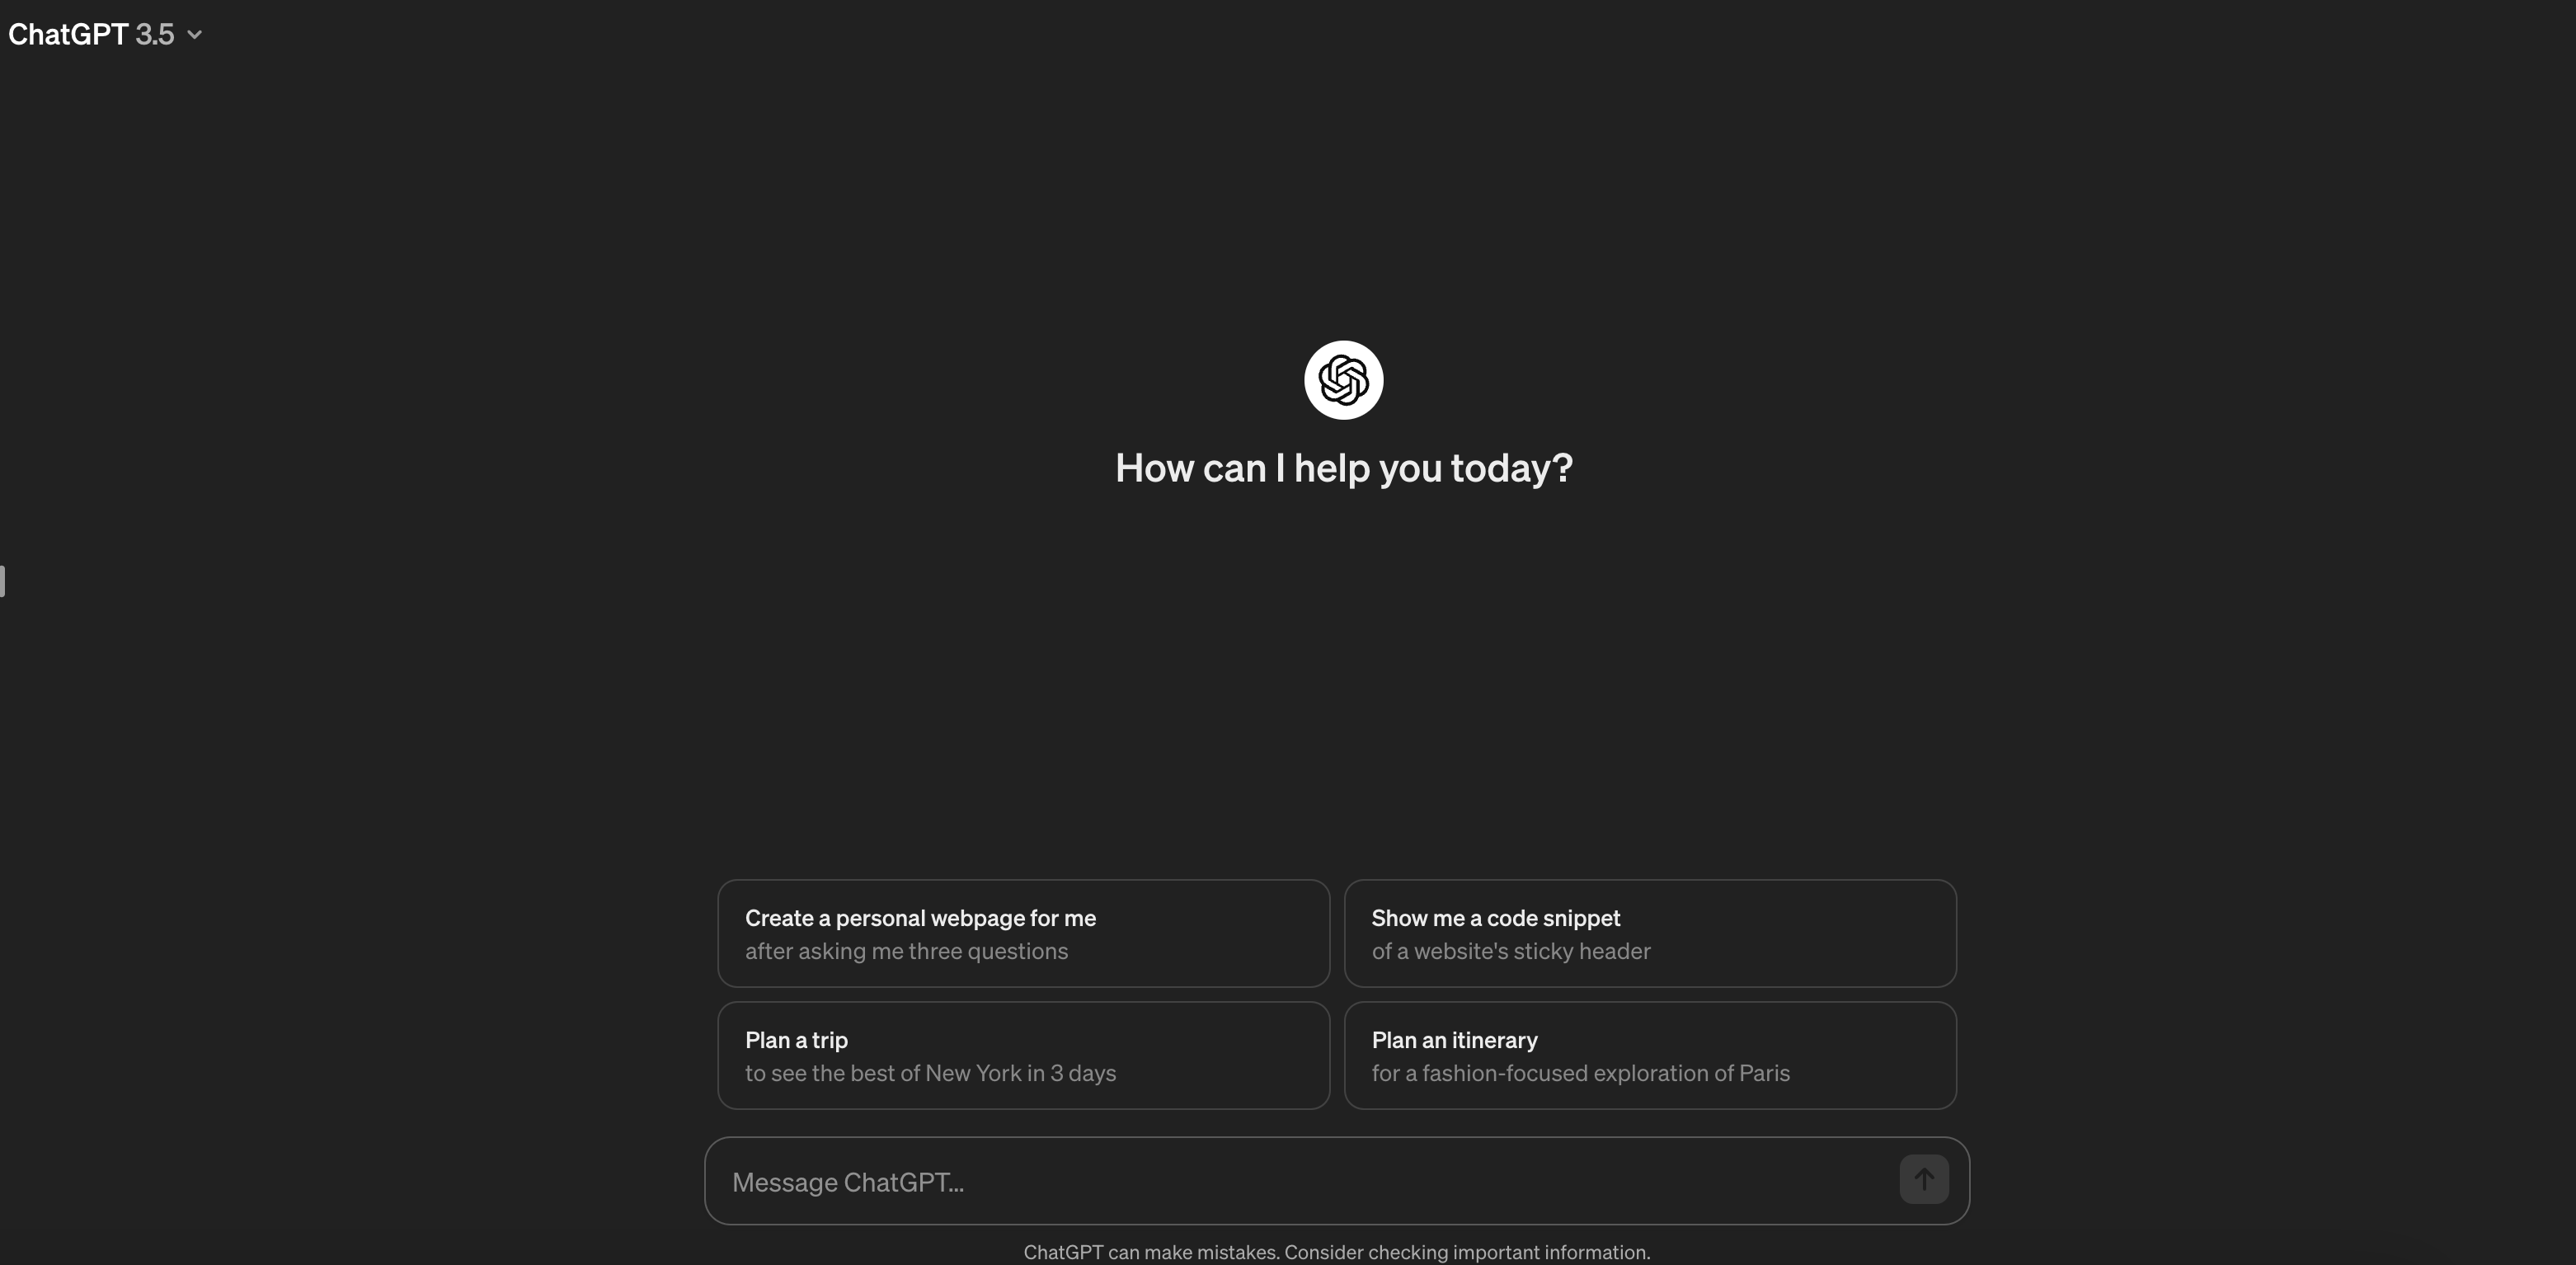 ChatGPT 3.5
How can I help you today?
Create a personal webpage for me
after asking me three questions
Show me a code snippet
of a website's sticky header
Plan a trip
to see the best of New York in 3 days
Plan an itinerary
for a fashion-focused exploration of Paris
Message ChatGPT...
ChatGPT can make mistakes. Consider checking important information.